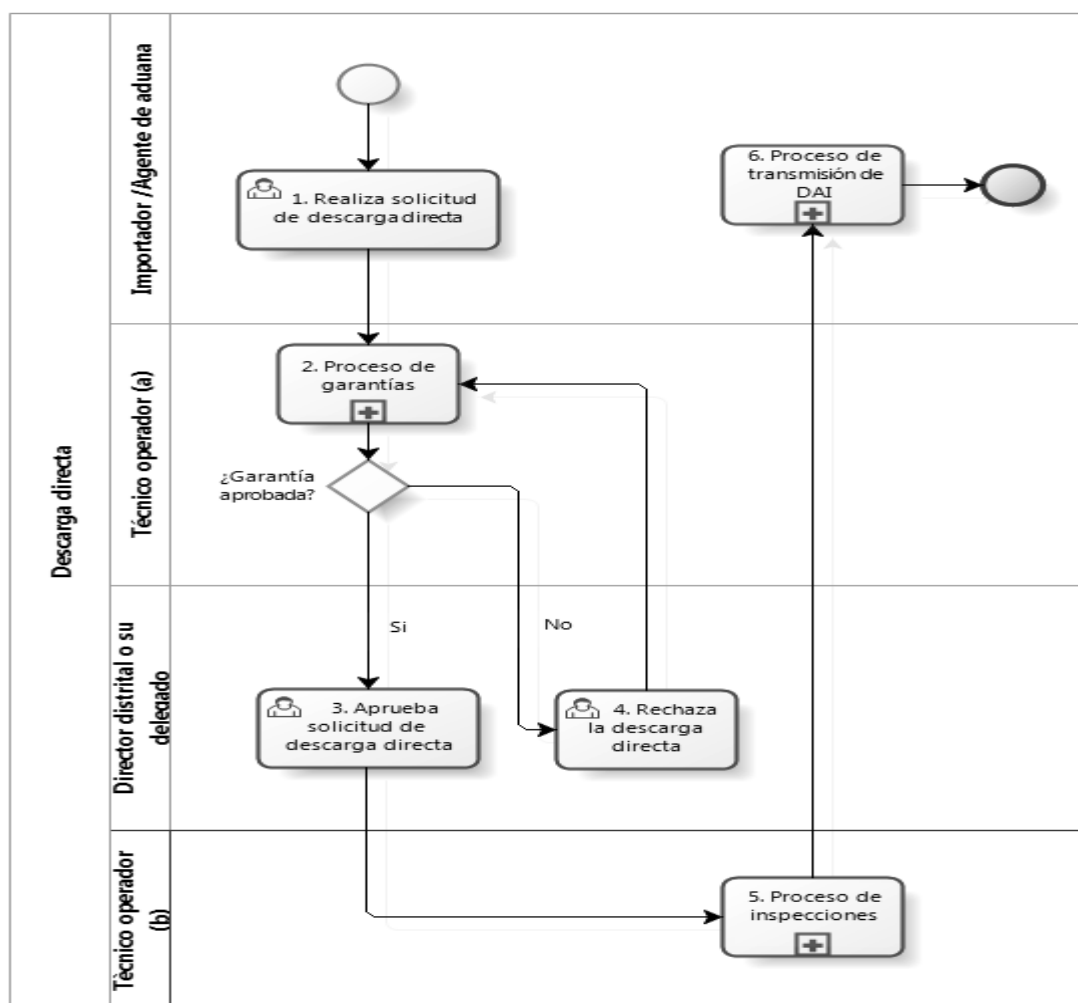 Descarga directa
Importador /Agente de aduana
1. Realiza solicitud
de descarga directa
6. Proceso de
transmisión de
DAI
Técnico operador (a)
2. Proceso de
garantías
¿Garantía
aprobada?
Director distrital o su
delegado
Si
No
3. Aprueba
solicitud de
descarga directa
4. Rechaza
la descarga
directa
Tècnico operador
(b)
5. Proceso de
inspecciones